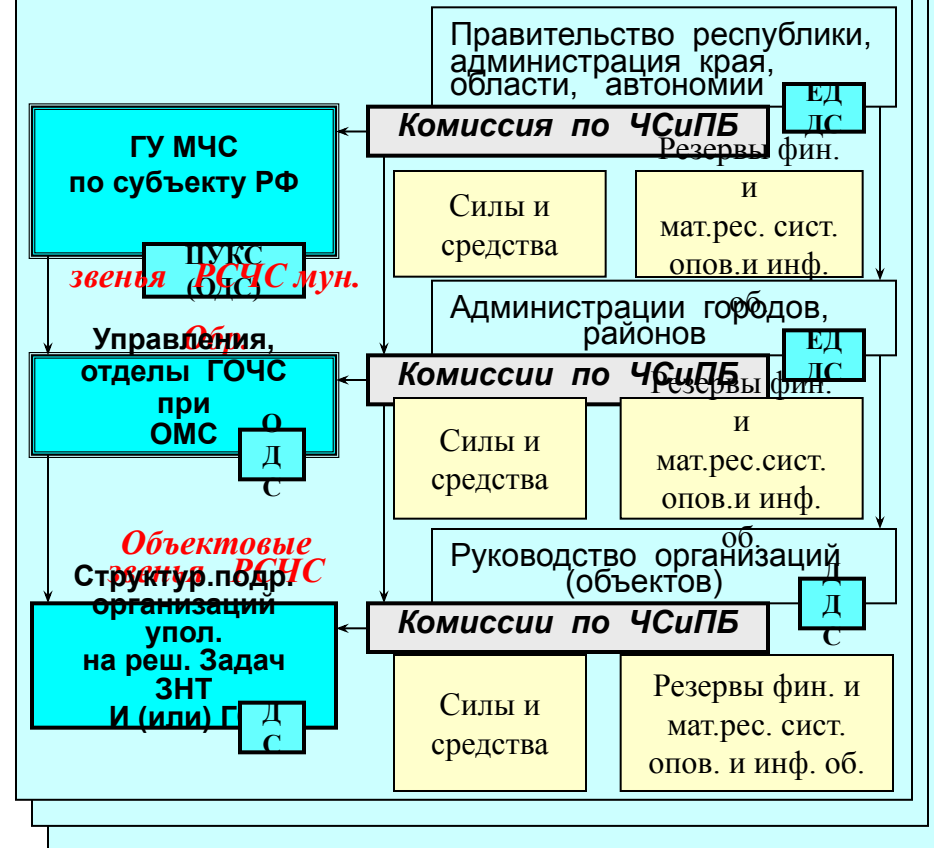 Правительство республики,
администрация края,
области, автономии
ЕД
ДС
Комиссия по ЧСиПБ
ГУ МЧС
по субъекту РФ
ЦУКС
(ОДС)
Силы и
средства
Резервы фин.
и
мат.рес. сист.
опов.и инф.
об.
звенья РСЧС мун.
Обр.
Администрации городов,
районов
ЕД
ДС
Комиссии по ЧСиПБ
Управления,
отделы ГОЧС
при
ОМС
О
Д
С
Силы и
средства
Резервы фин.
и
мат.рес.сист.
опов.и инф.
об.
Объектовые
звенья РСЧС
Руководство организаций
(объектов)
Д
Д
С
Комиссии по ЧСиПБ
Структур.подр.
организаций
упол.
на реш. Задач
ЗНТ
И (или) Г
Д
С
Силы и
средства
Резервы фин. и
мат.рес. сист.
опов. и инф. об.